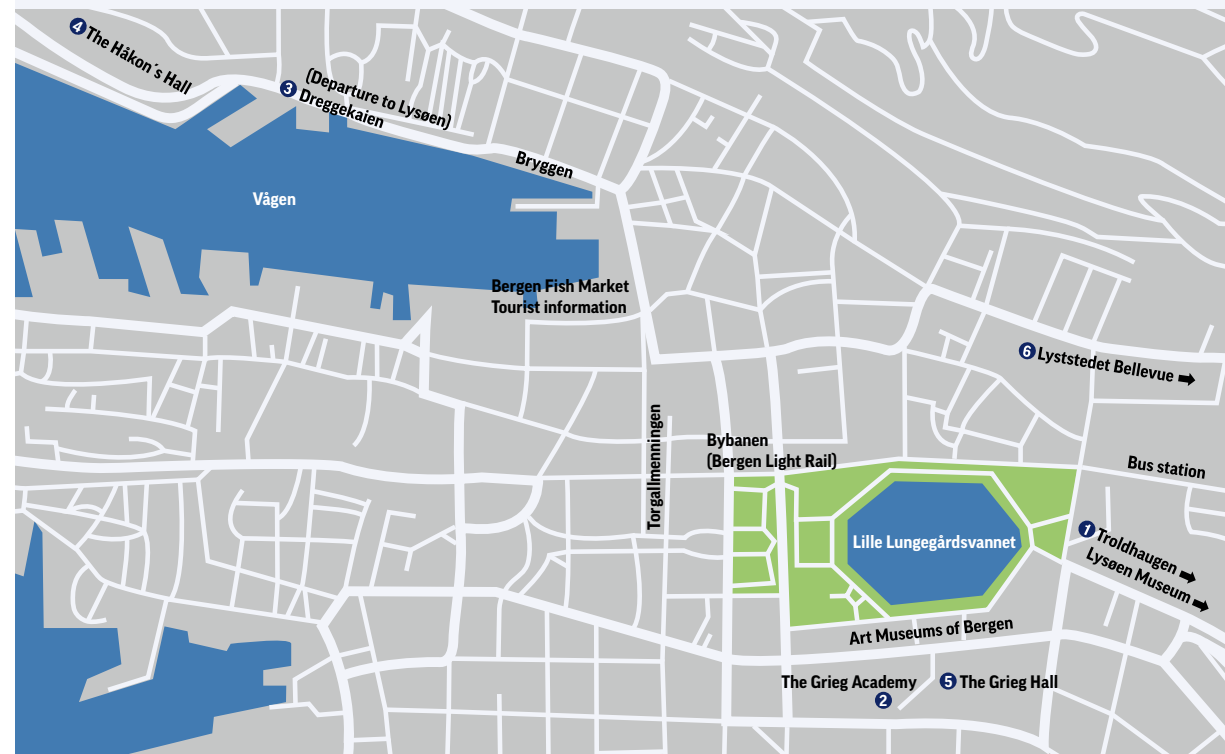 4 The Håkon´s Hall
(Departure to Lysøen)
3 Dreggekaien
Bryggen
Vågen
Bergen Fish Market
Tourist information
6 Lyststedet Bellevue ➡
Torgallmenningen
Bybanen
(Bergen Light Rail)
Bus station
Lille Lungegårdsvannet
1 Troldhaugen ➡
Lysøen Museum ➡
Art Museums of Bergen
The Grieg Academy
2
5 The Grieg Hall